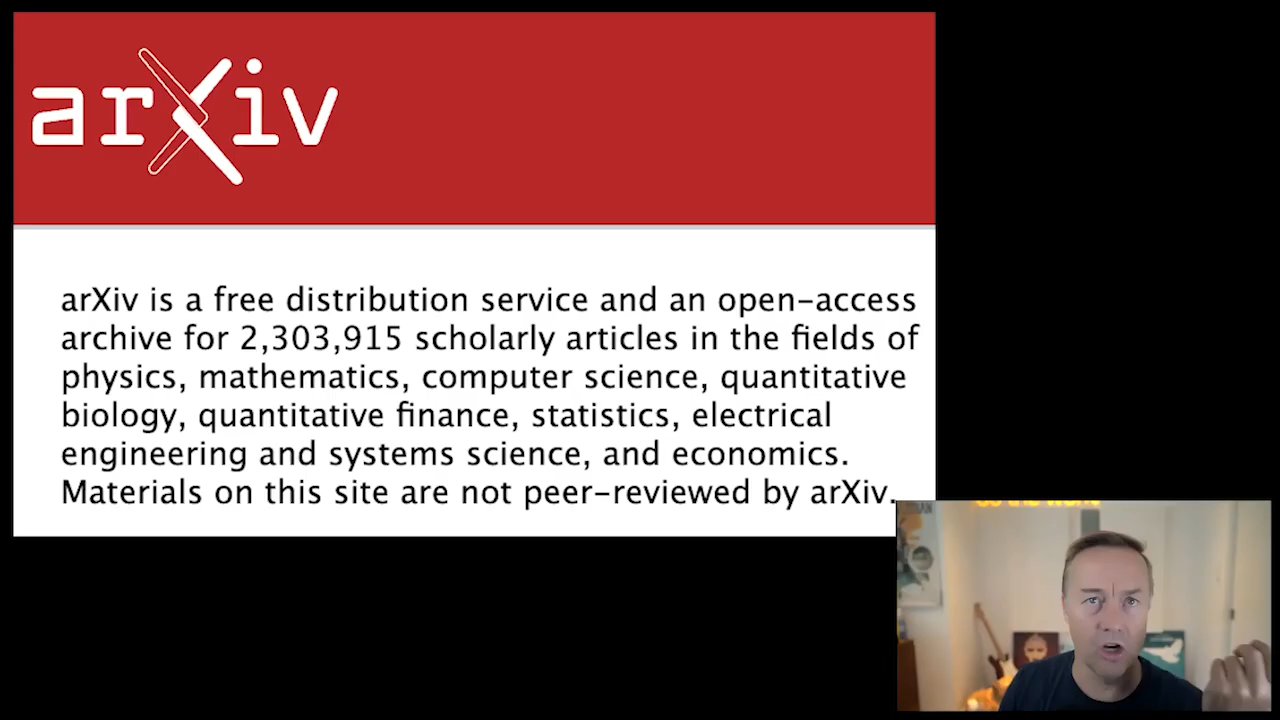 arXiv
arXiv is a free distribution service and an open-access
archive for 2,303,915 scholarly articles in the fields of
physics, mathematics, computer science, quantitative
biology, quantitative finance, statistics, electrical
engineering and systems science, and economics.
Materials on this site are not peer-reviewed by arXiv.